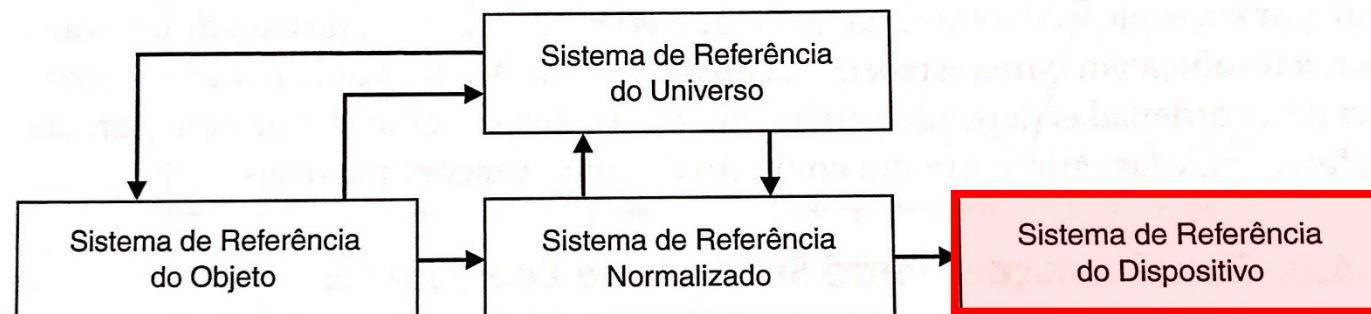 Sistema de Referência
do Universo
Sistema de Referência
do Objeto
Sistema de Referência
Normalizado
Sistema de Referência
do Dispositivo